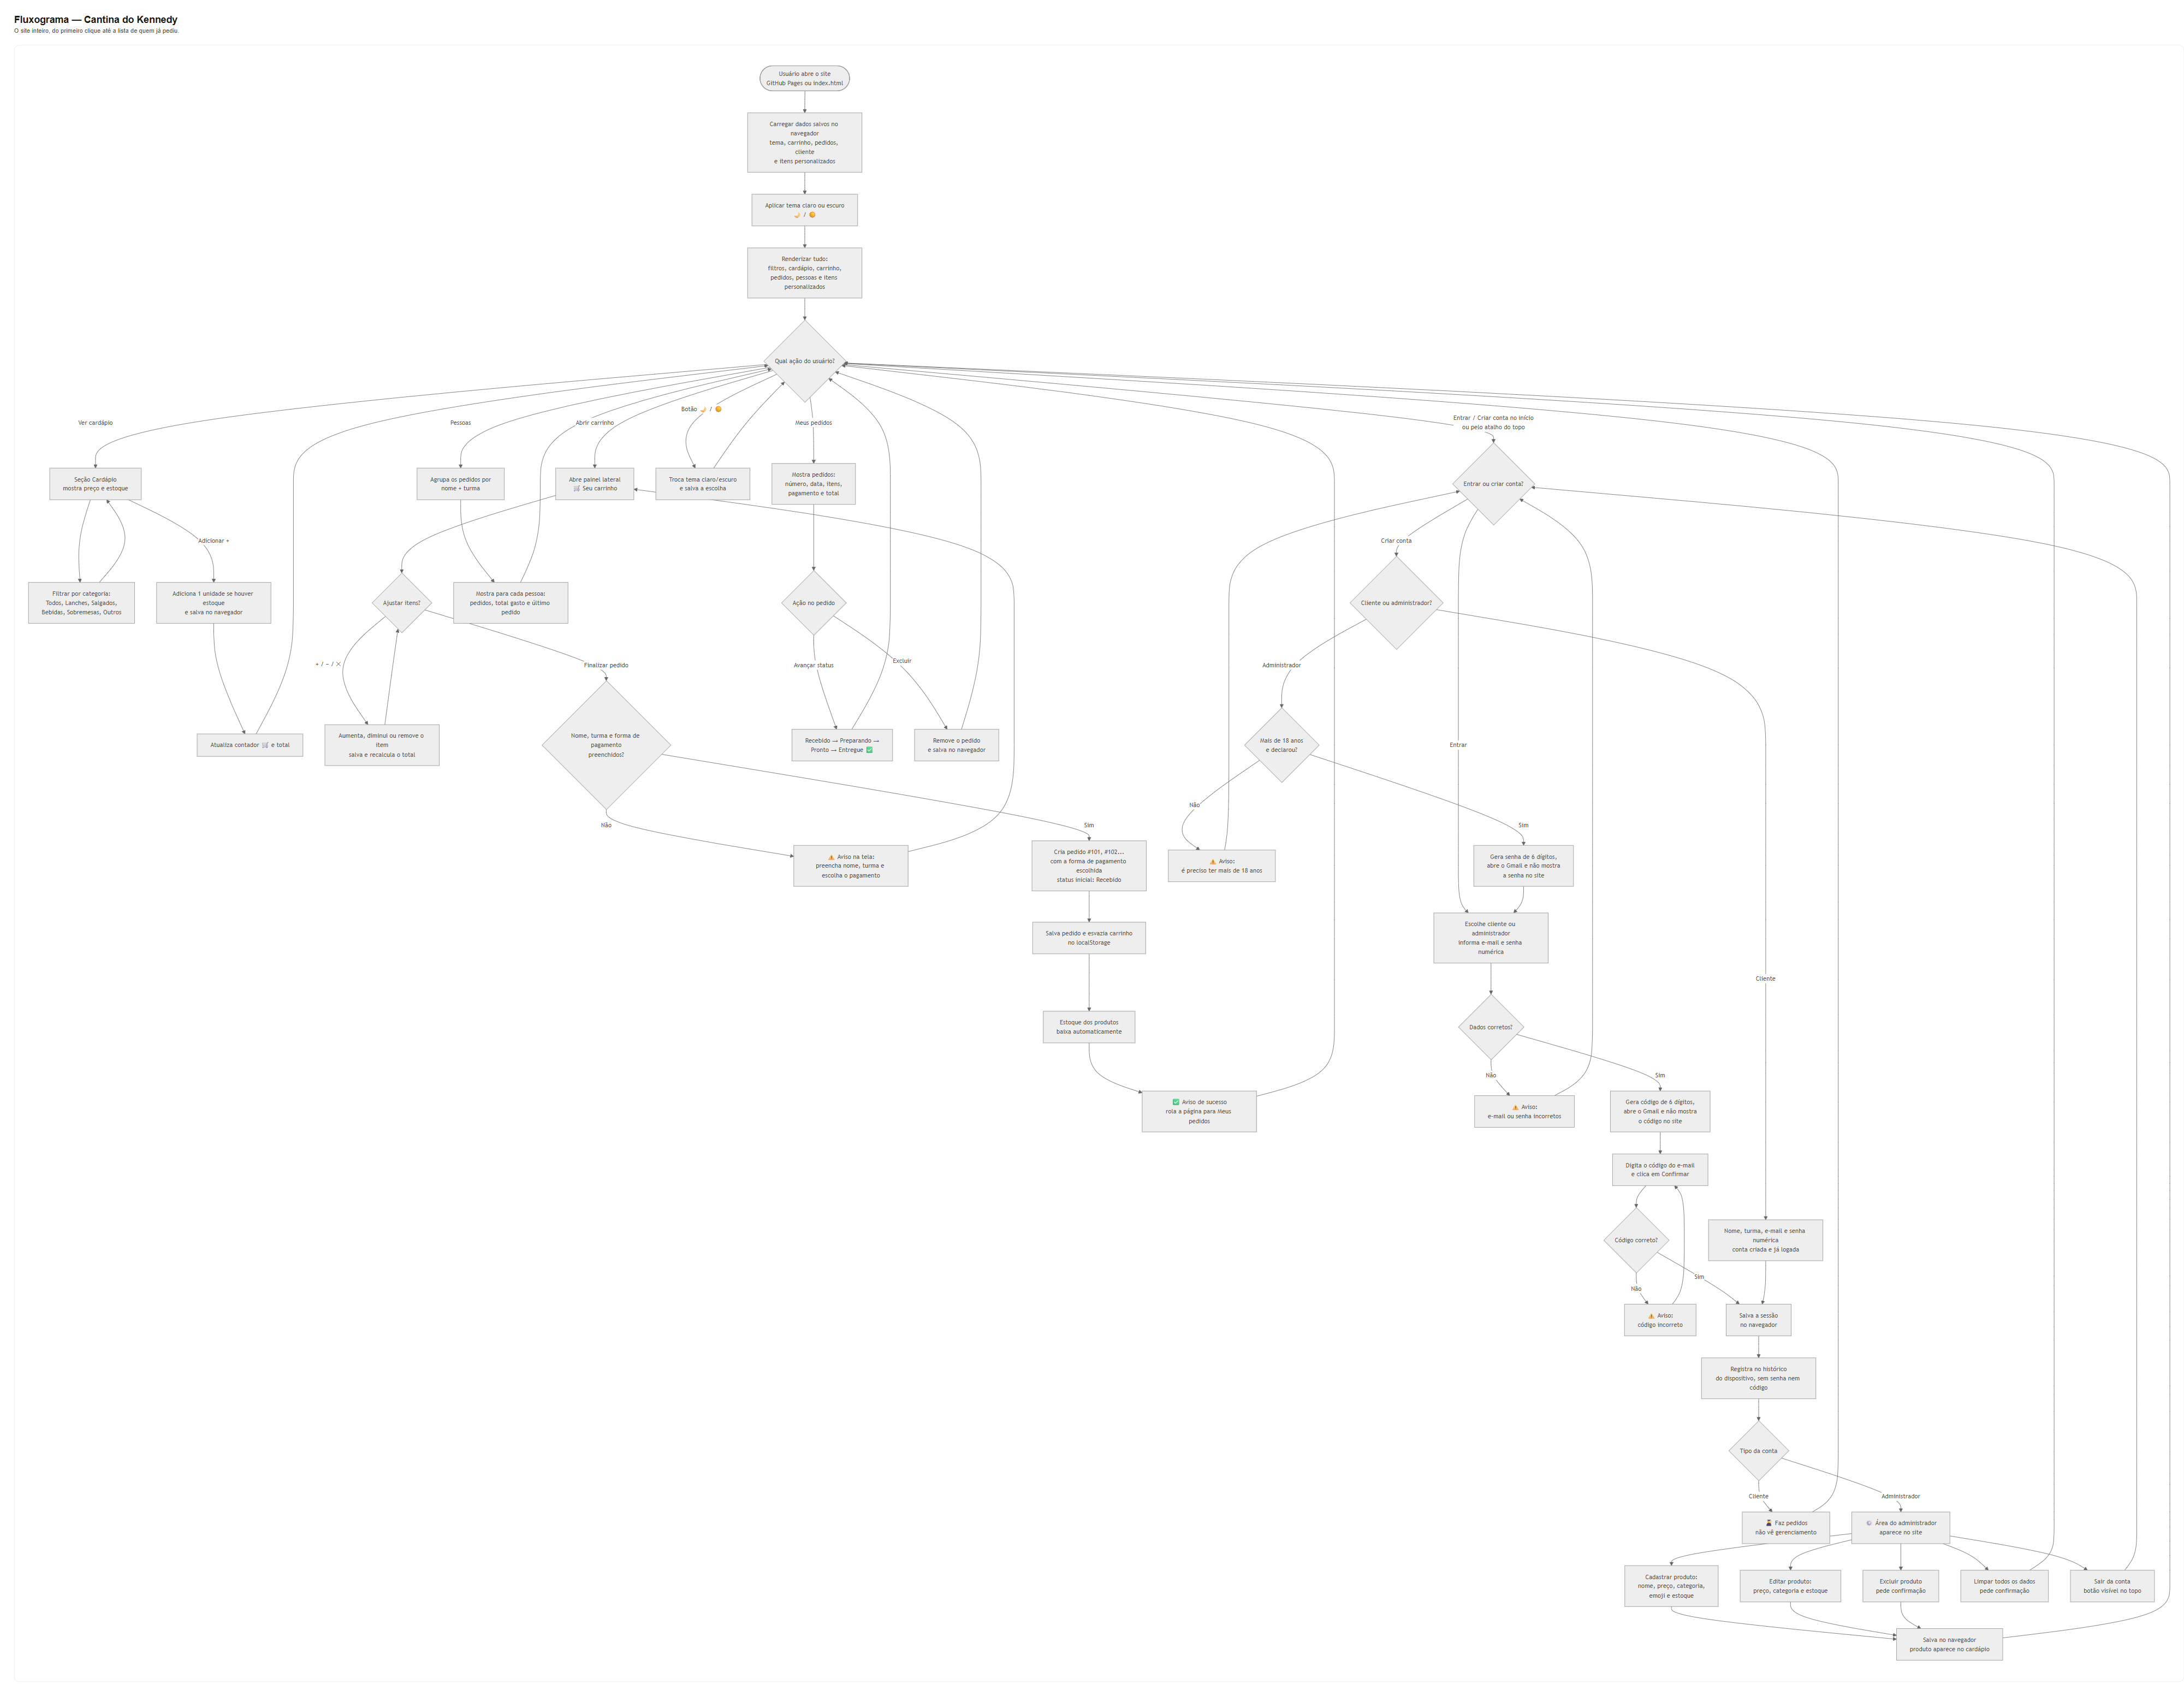 Fluxograma — Cantina do Kennedy
O site inteiro, do primeiro clique até a lista de quem já pediu.
Usuário abre o site
GitHub Pages ou index.html
Carregar dados salvos no
navegador
tema, carrinho, pedidos,
cliente
e itens personalizados
Aplicar tema claro ou escuro
🌙 / 🌞
Renderizar tudo:
filtros, cardápio, carrinho,
pedidos, pessoas e itens
personalizados
Qual ação do usuário?
Ver cardápio
Pessoas
Abrir carrinho
Botão 🌙 / 🌞
Meus pedidos
Entrar / Criar conta no início
ou pelo atalho do topo
Seção Cardápio
mostra preço e estoque
Agrupa os pedidos por
nome + turma
Abre painel lateral
🛒 Seu carrinho
Troca tema claro/escuro
e salva a escolha
Mostra pedidos:
número, data, itens,
pagamento e total
Entrar ou criar conta?
Adicionar +
Criar conta
Filtrar por categoria:
Todos, Lanches, Salgados,
Bebidas, Sobremesas, Outros
Adiciona 1 unidade se houver
estoque
e salva no navegador
Ajustar itens?
Mostra para cada pessoa:
pedidos, total gasto e último
pedido
Ação no pedido
Cliente ou administrador?
+ / − / ✕
Finalizar pedido
Avançar status
Excluir
Administrador
Atualiza contador 🛒 e total
Aumenta, diminui ou remove o
item
salva e recalcula o total
Nome, turma e forma de
pagamento
preenchidos?
Recebido → Preparando →
Pronto → Entregue ✅
Remove o pedido
e salva no navegador
Mais de 18 anos
e declarou?
Entrar
Não
Sim
Não
Sim
⚠️ Aviso na tela:
preencha nome, turma e
escolha o pagamento
Cria pedido #101, #102...
com a forma de pagamento
escolhida
status inicial: Recebido
⚠️ Aviso:
é preciso ter mais de 18 anos
Gera senha de 6 dígitos,
abre o Gmail e não mostra
a senha no site
Salva pedido e esvazia carrinho
no localStorage
Escolhe cliente ou
administrador
informa e-mail e senha
numérica
Cliente
Estoque dos produtos
baixa automaticamente
Dados corretos?
Não
Sim
✅ Aviso de sucesso
rola a página para Meus
pedidos
⚠️ Aviso:
e-mail ou senha incorretos
Gera código de 6 dígitos,
abre o Gmail e não mostra
o código no site
Digita o código do e-mail
e clica em Confirmar
Código correto?
Nome, turma, e-mail e senha
numérica
conta criada e já logada
Não
Sim
⚠️ Aviso:
código incorreto
Salva a sessão
no navegador
Registra no histórico
do dispositivo, sem senha nem
código
Tipo da conta
Cliente
Administrador
Faz pedidos
não vê gerenciamento
⚙️ Área do administrador
aparece no site
Cadastrar produto:
nome, preço, categoria,
emoji e estoque
Editar produto:
preço, categoria e estoque
Excluir produto
pede confirmação
Limpar todos os dados
pede confirmação
Sair da conta
botão visível no topo
Salva no navegador
produto aparece no cardápio